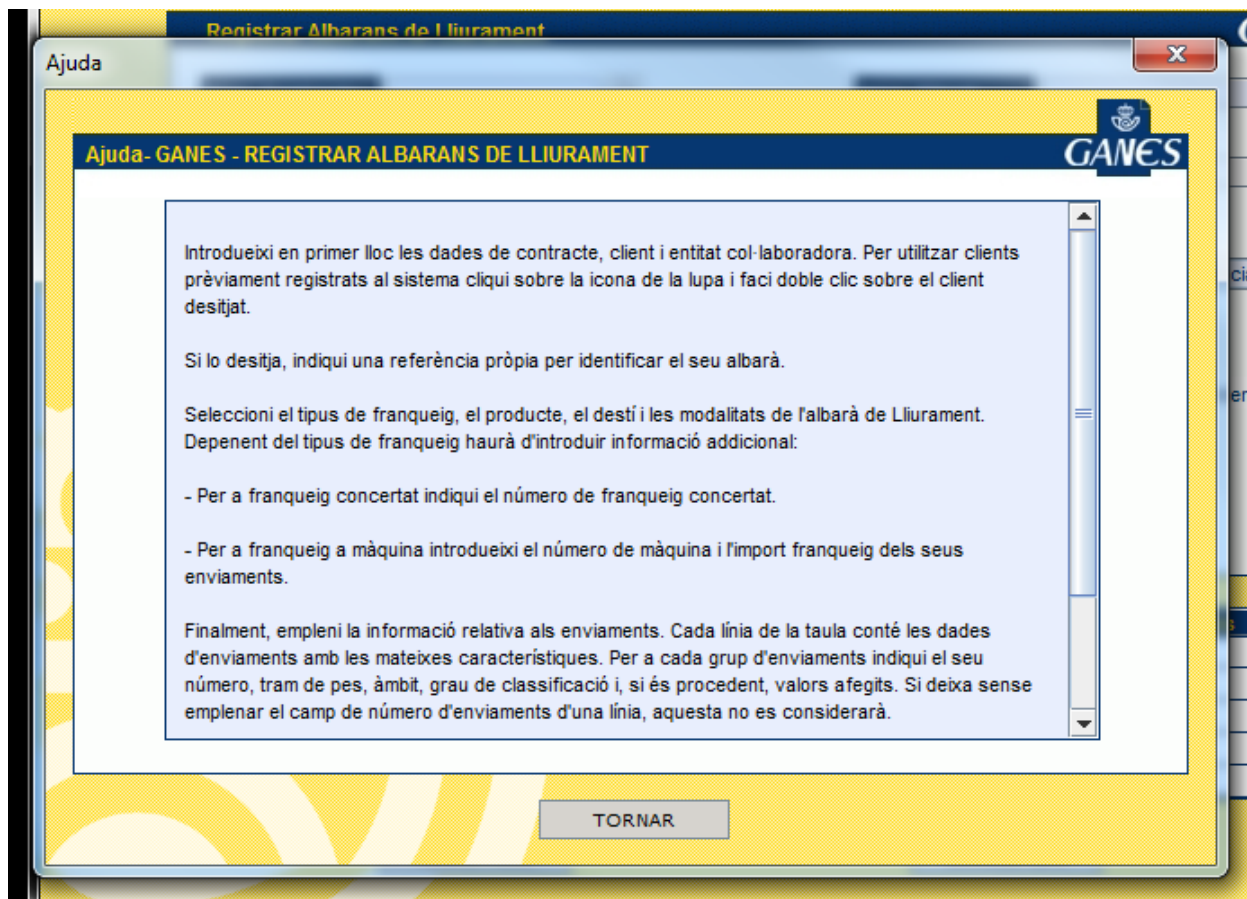 Registrar Albarans de Lliurament
Ajuda
Ajuda- GANES - REGISTRAR ALBARANS DE LLIURAMENT
GANES
Introdueixi en primer lloc les dades de contracte, client i entitat col·laboradora. Per utilitzar clients
prèviament registrats al sistema cliqui sobre la icona de la lupa i faci doble clic sobre el client
desitjat.
Si lo desitja, indiqui una referència pròpia per identificar el seu albarà.
Seleccioni el tipus de franqueig, el producte, el destí i les modalitats de l'albarà de Lliurament.
Depenent del tipus de franqueig haurà d'introduir informació addicional:
- Per a franqueig concertat indiqui el número de franqueig concertat.
- Per a franqueig a màquina introdueixi el número de màquina i l'import franqueig dels seus
enviaments.
Finalment, empleni la informació relativa als enviaments. Cada línia de la taula conté les dades
d'enviaments amb les mateixes característiques. Per a cada grup d'enviaments indiqui el seu
número, tram de pes, àmbit, grau de classificació i, si és procedent, valors afegits. Si deixa sense
emplenar el camp de número d'enviaments d'una línia, aquesta no es considerarà.
TORNAR